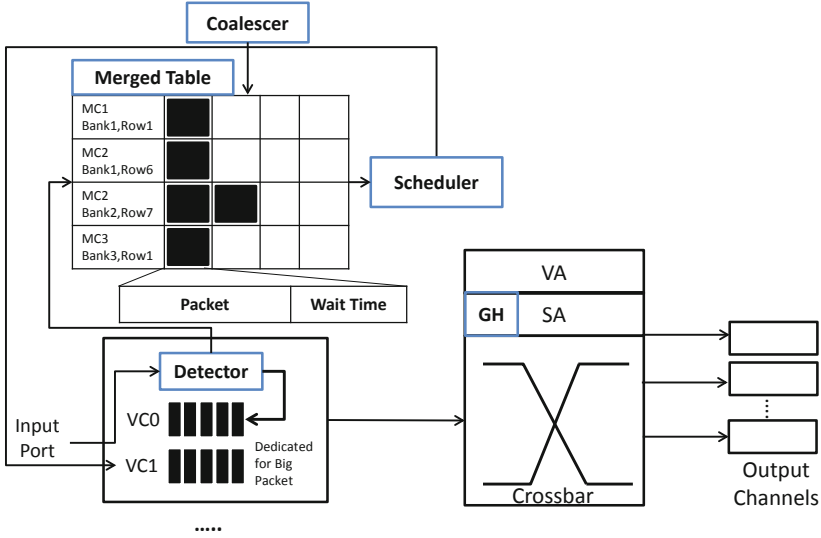 Coalescer
Merged Table
MC1
Bank1,Row1
MC2
Bank1,Row6
MC2
Bank2,Row7
MC3
Bank3,Row1
Scheduler
Packet
Wait Time
VA
GH
SA
Detector
Input
Port
VC0
VC1
Dedicated
for Big
Packet
Crossbar
Output
Channels
.....